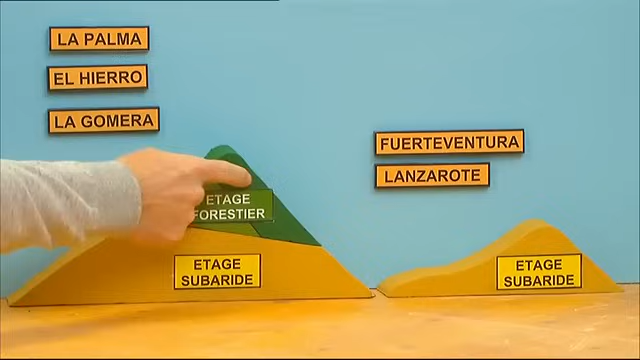 LA PALMA
EL HIERRO
LA GOMERA
FUERTEVENTURA
LANZAROTE
ETAGE
FORESTIER
ETAGE
SUBARIDE
ETAGE
SUBARIDE